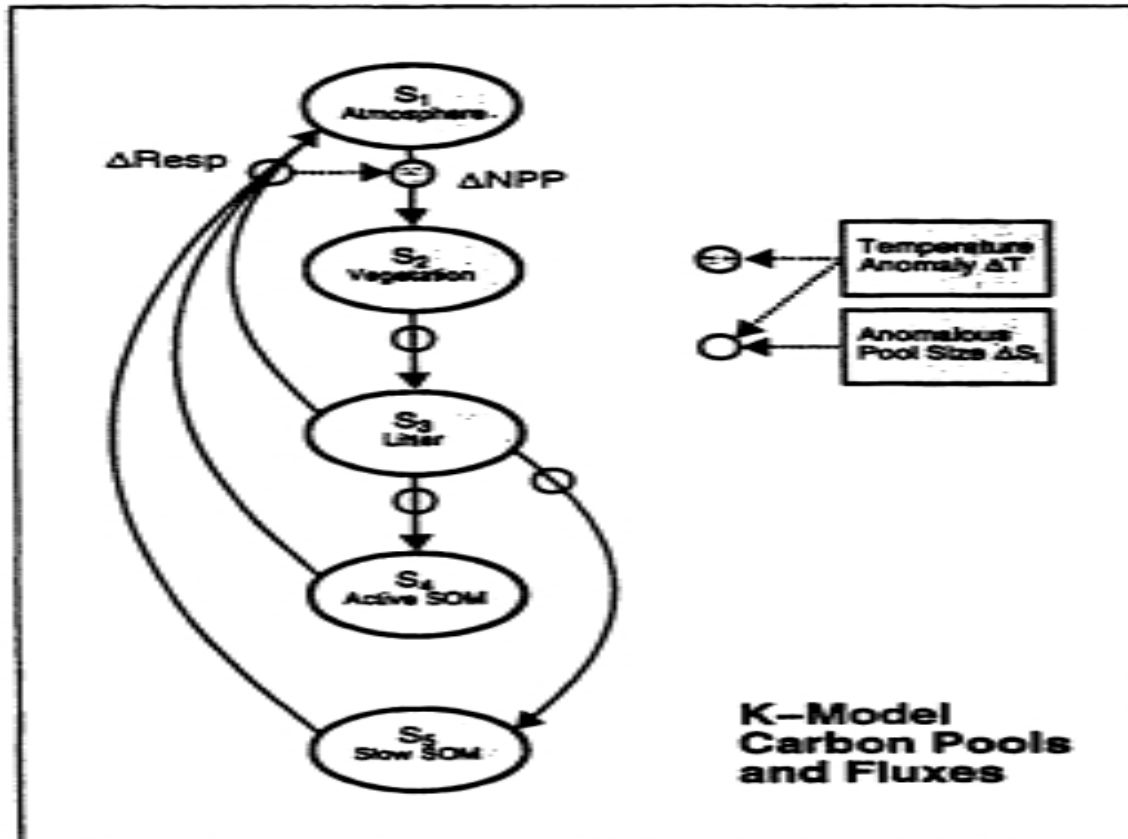 S₁
Atmosphere
ΔResp
ΔNPP
S₂
Vegetation
Temperature
Anomaly ΔT
Anomalous
Pool Size ΔSᵢ
S₃
Litter
S₄
Active SOM
S₅
Slow SOM
K-Model
Carbon Pools
and Fluxes